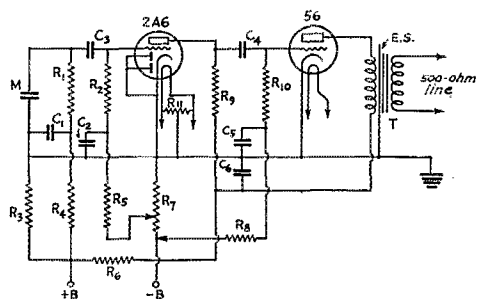 2A6 56
C3 C4 E.S.
M R1 R2 R9 R10 500-ohm
line
R11
C1 C2 C5 T
C6
R3 R4 R5 R7
R8
R6
+B -B